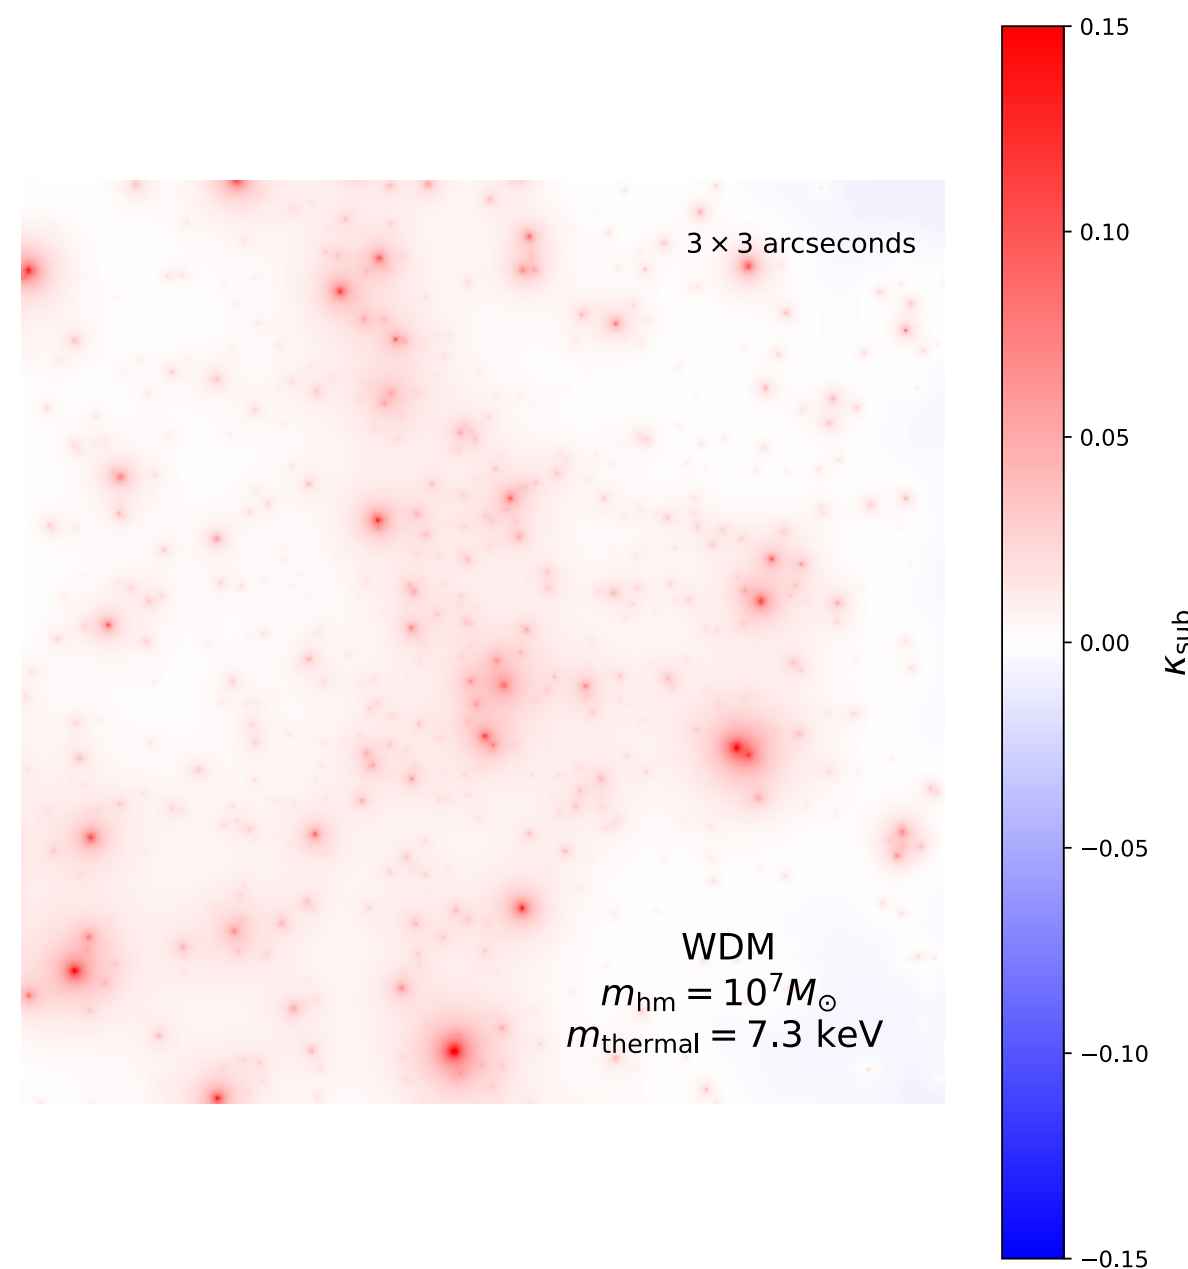 3 × 3 arcseconds
WDM
m_hm = 10^7 M_⊙
m_thermal = 7.3 keV
0.15
0.10
0.05
0.00
−0.05
−0.10
−0.15
κ_sub